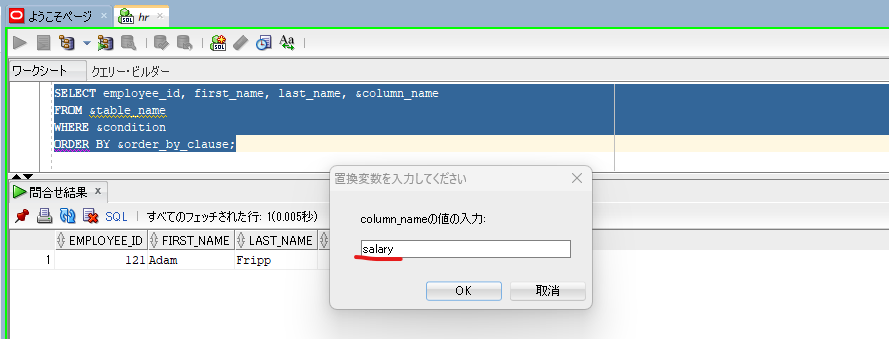 ようこそページ hr
ワークシート クエリー・ビルダー
SELECT employee_id, first_name, last_name, &column_name
FROM &table_name
WHERE &condition
ORDER BY &order_by_clause;
問合せ結果 x
SQL | すべてのフェッチされた行: 1(0.005秒)
EMPLOYEE_ID FIRST_NAME LAST_NAME
1 121 Adam Fripp
置換変数を入力してください
column_nameの値の入力:
salary
OK 取消